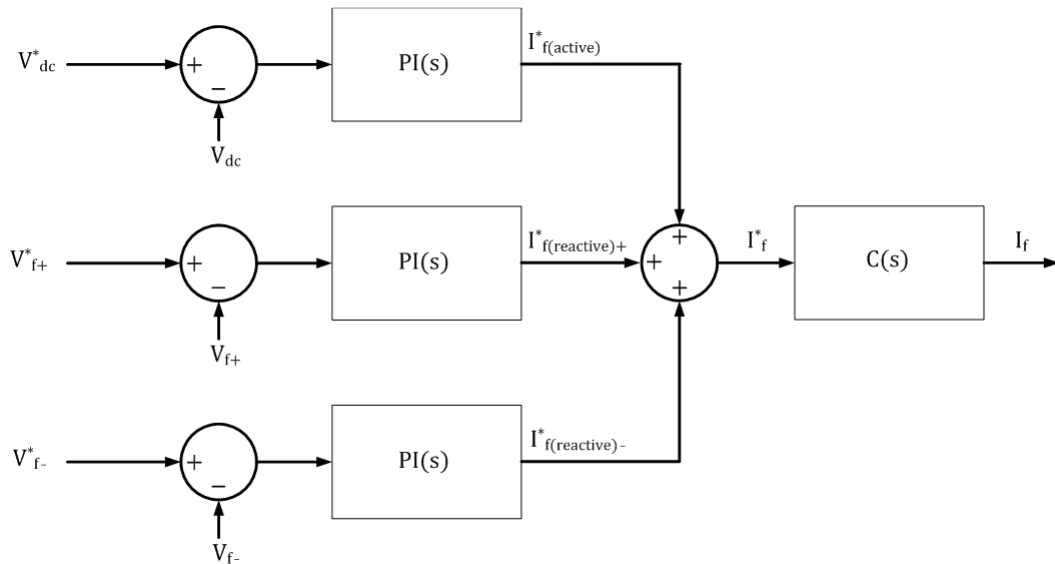 V*dc
+
−
Vdc
PI(s)
I*f(active)
V*f+
+
−
Vf+
PI(s)
I*f(reactive)+
+
+
+
I*f
C(s)
If
V*f-
+
−
Vf-
PI(s)
I*f(reactive)-